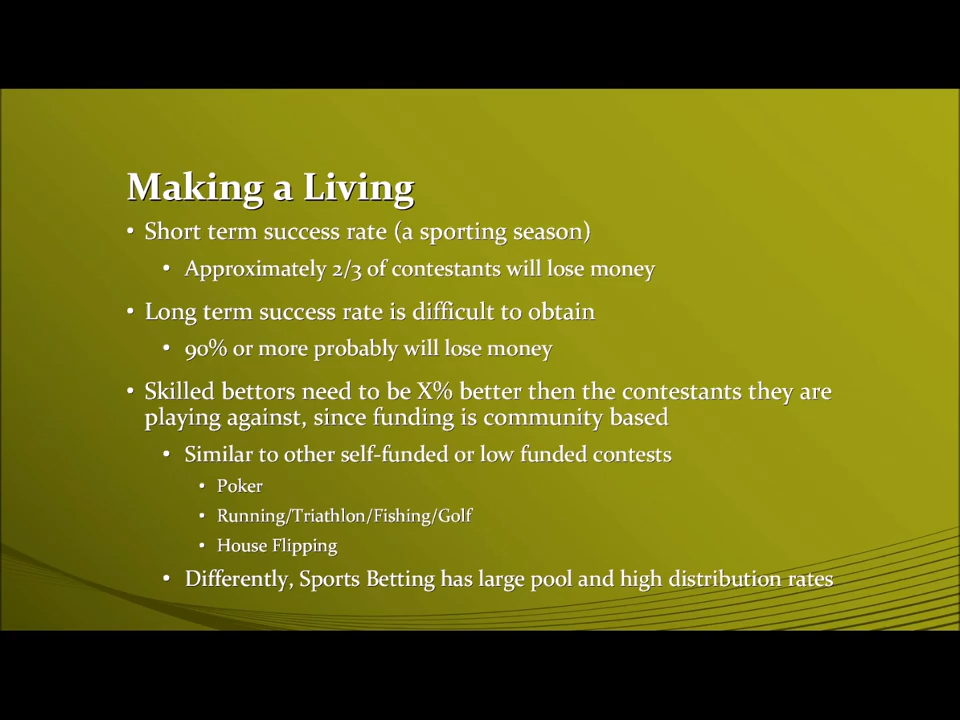 Making a Living
• Short term success rate (a sporting season)
• Approximately 2/3 of contestants will lose money
• Long term success rate is difficult to obtain
• 90% or more probably will lose money
• Skilled bettors need to be X% better then the contestants they are
playing against, since funding is community based
• Similar to other self-funded or low funded contests
• Poker
• Running/Triathlon/Fishing/Golf
• House Flipping
• Differently, Sports Betting has large pool and high distribution rates